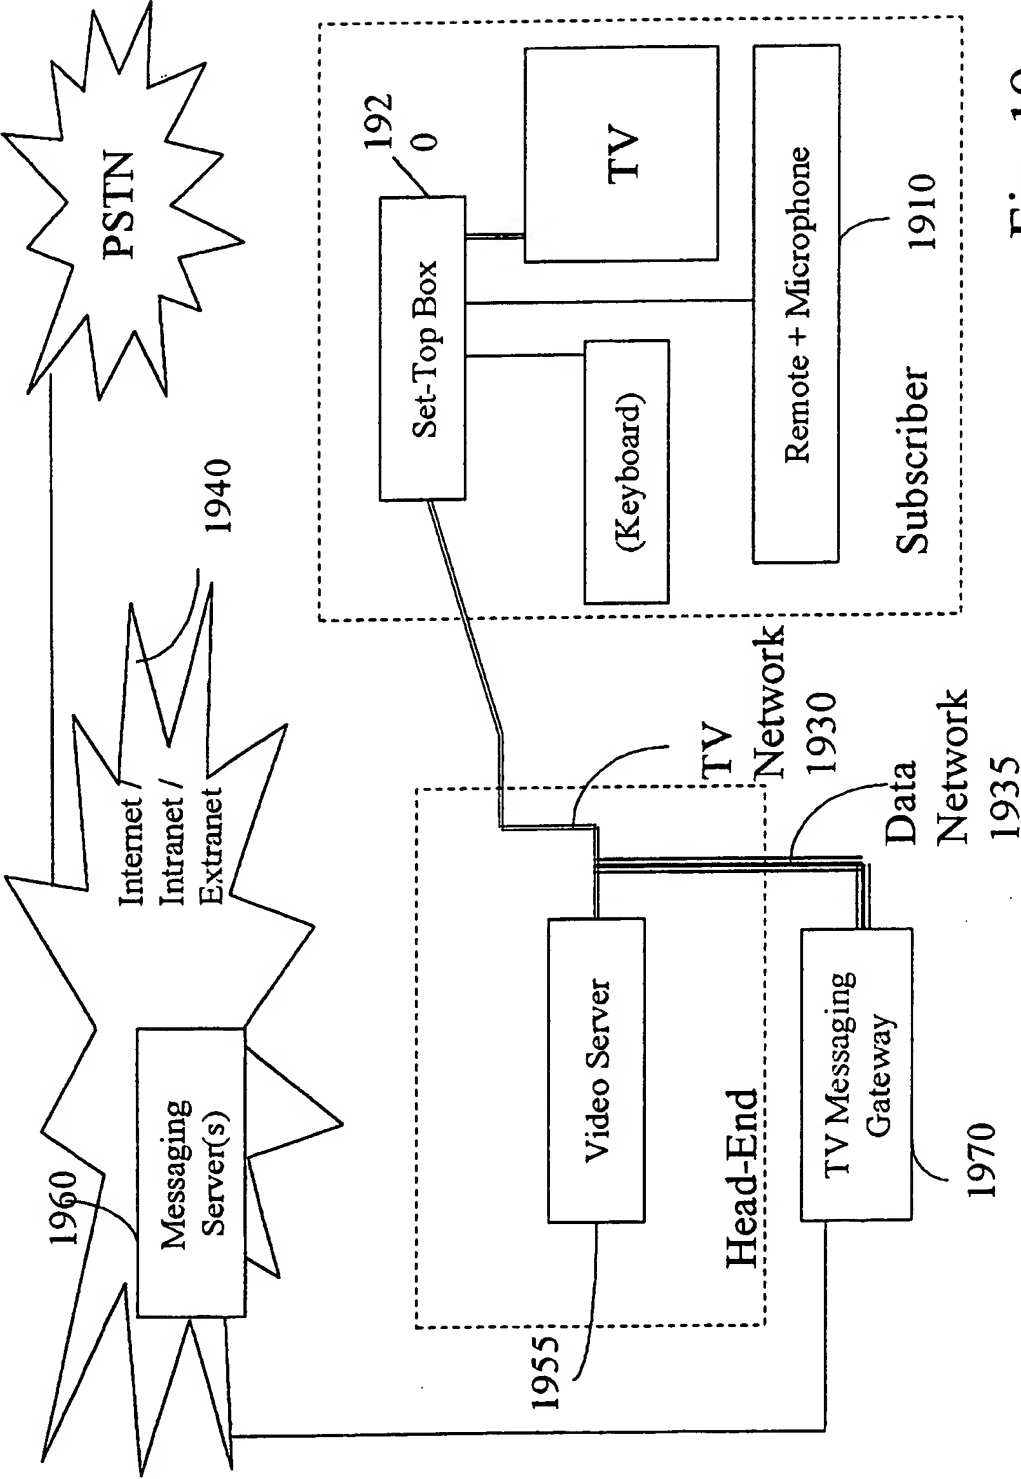 PSTN
1940
Internet /
Intranet /
Extranet
1960
Messaging
Server(s)
192
0
Set-Top Box
TV
(Keyboard)
Remote + Microphone
1910
Subscriber
TV
Network
1930
Data
Network
1935
Video Server
1955
Head-End
TV Messaging
Gateway
1970